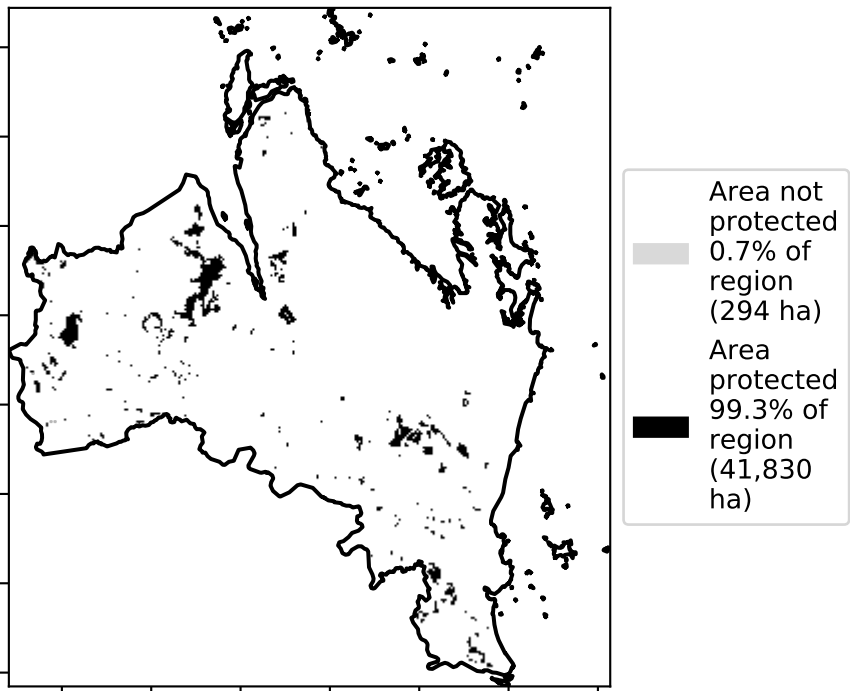 Area not
protected
0.7% of
region
(294 ha)
Area
protected
99.3% of
region
(41,830
ha)